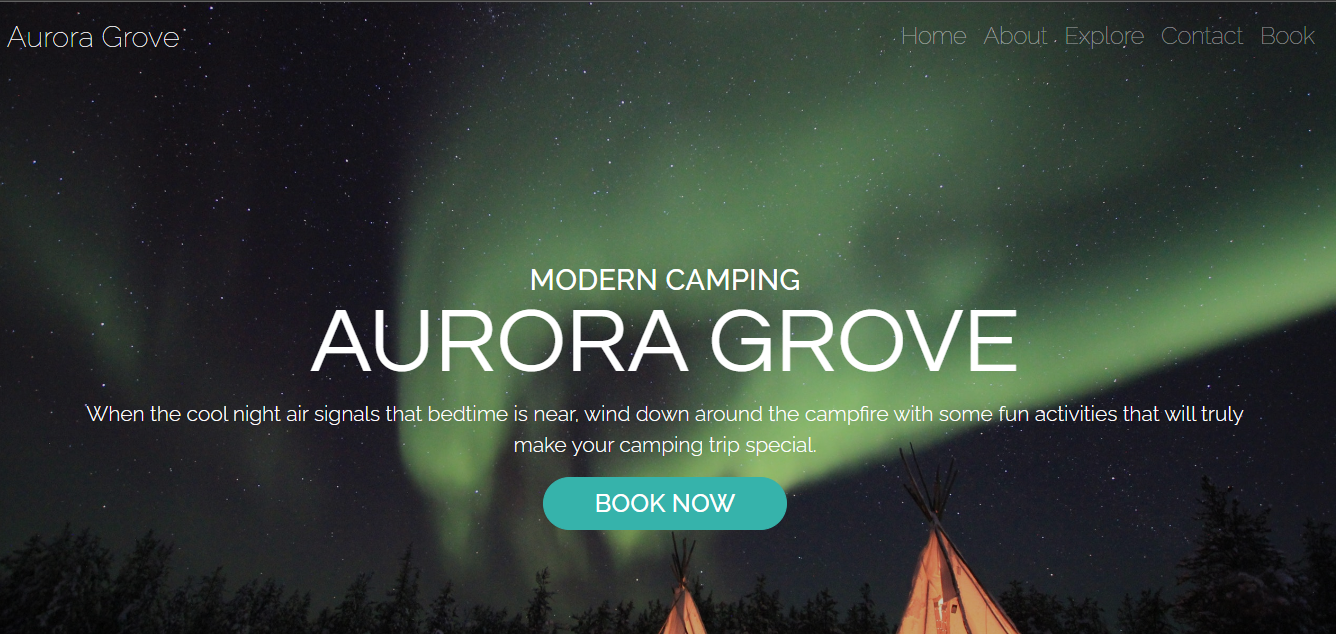 Aurora Grove
Home About Explore Contact Book
MODERN CAMPING
AURORA GROVE
When the cool night air signals that bedtime is near, wind down around the campfire with some fun activities that will truly
make your camping trip special.
BOOK NOW